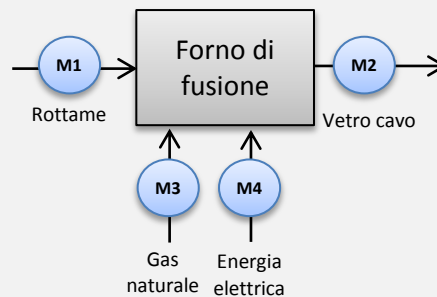 Forno di
fusione
M1
M2
Rottame
Vetro cavo
M3
M4
Gas
naturale
Energia
elettrica